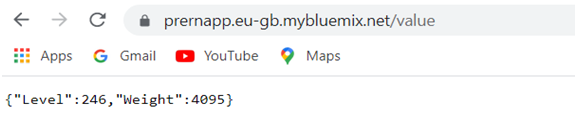 prernapp.eu-gb.mybluemix.net/value
Apps Gmail YouTube Maps
{"Level":246,"Weight":4095}